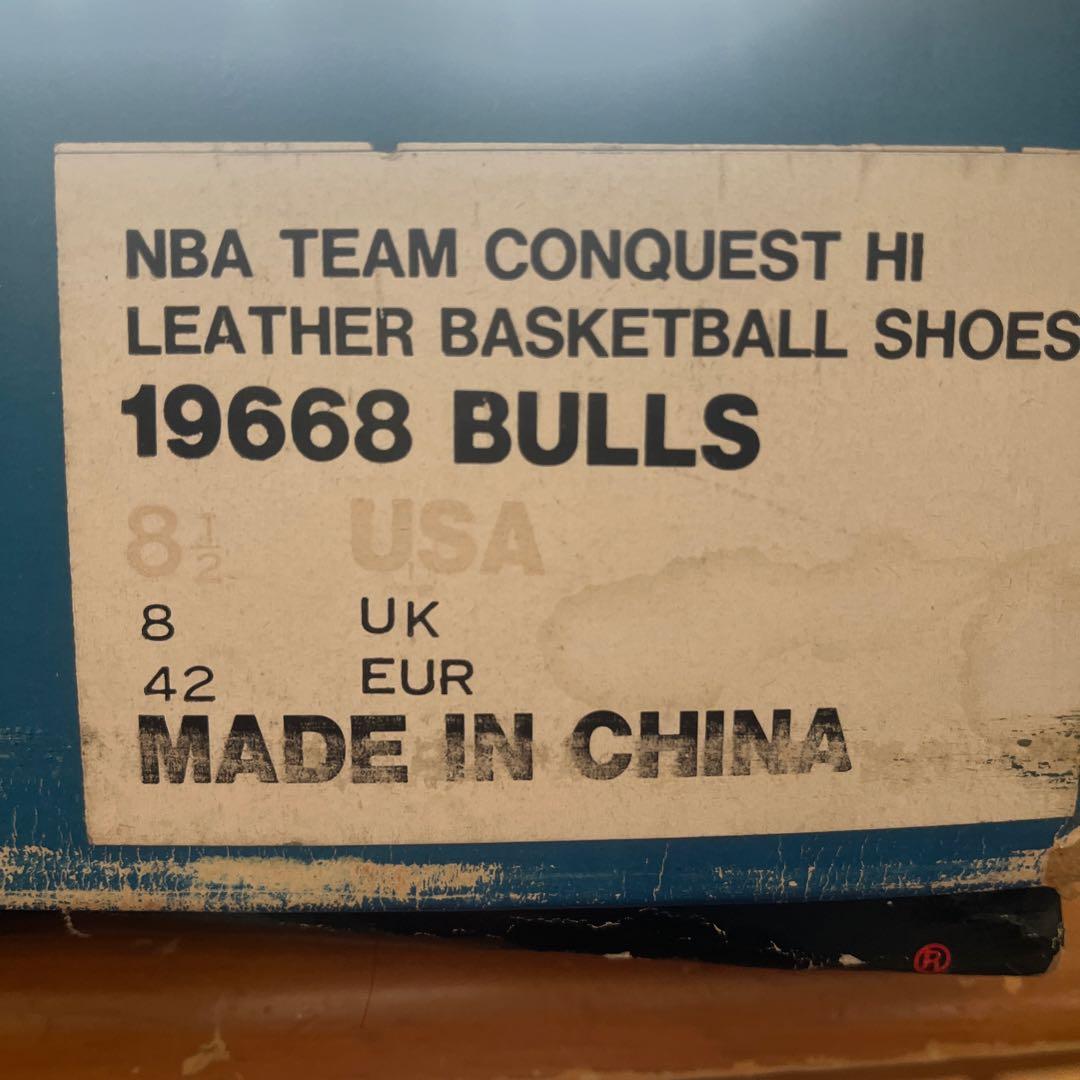 NBA TEAM CONQUEST HI
LEATHER BASKETBALL SHOES
19668 BULLS
8½ USA
8 UK
42 EUR
MADE IN CHINA
®